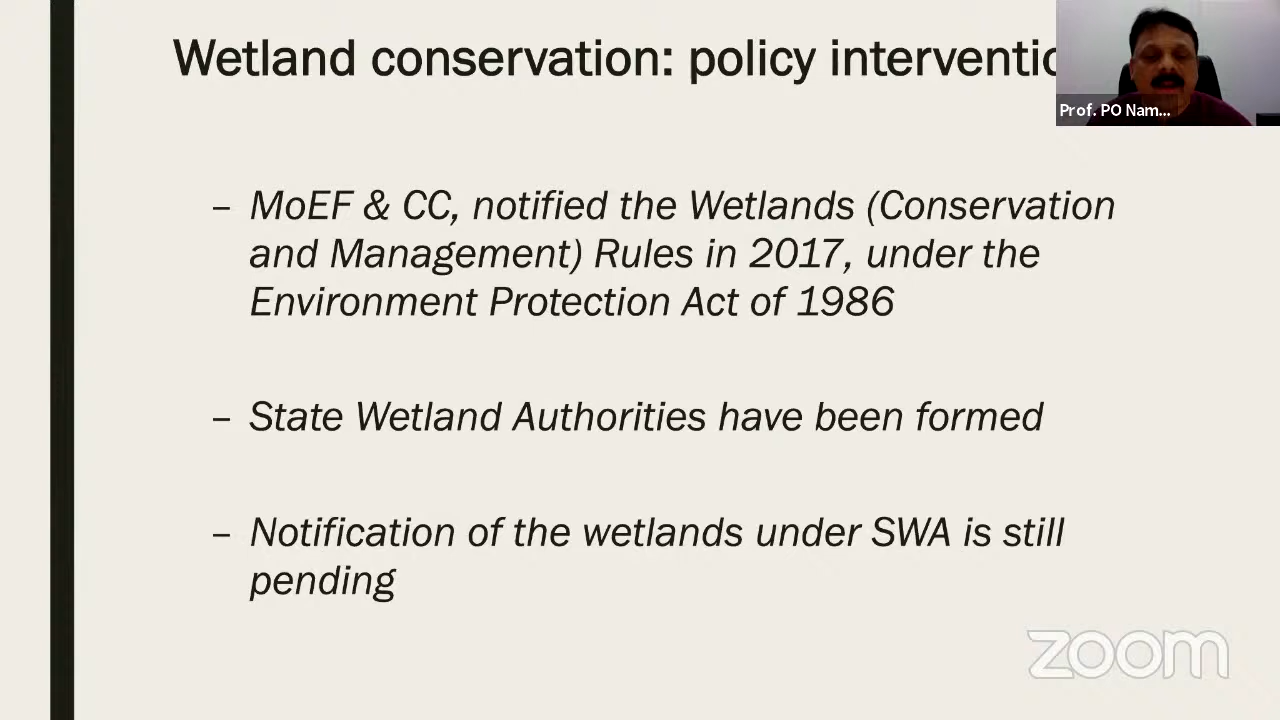 Wetland conservation: policy interventio
Prof. PO Nam...
– MoEF & CC, notified the Wetlands (Conservation
and Management) Rules in 2017, under the
Environment Protection Act of 1986
– State Wetland Authorities have been formed
– Notification of the wetlands under SWA is still
pending
zoom